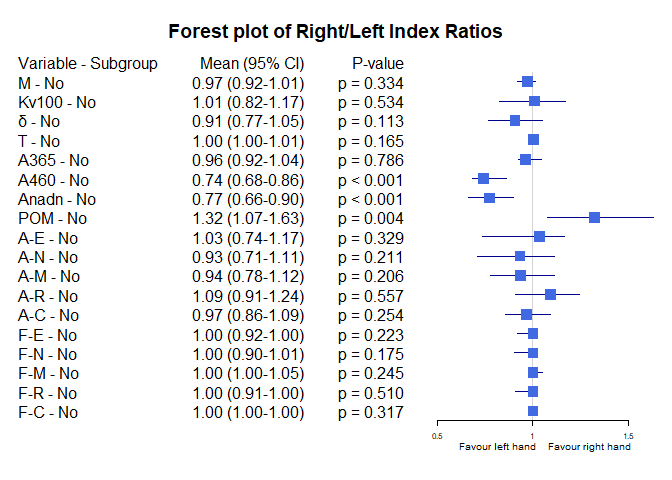 Forest plot of Right/Left Index Ratios
Variable - Subgroup Mean (95% CI) P-value
M - No 0.97 (0.92-1.01) p = 0.334
Kv100 - No 1.01 (0.82-1.17) p = 0.534
δ - No 0.91 (0.77-1.05) p = 0.113
T - No 1.00 (1.00-1.01) p = 0.165
A365 - No 0.96 (0.92-1.04) p = 0.786
A460 - No 0.74 (0.68-0.86) p < 0.001
Anadn - No 0.77 (0.66-0.90) p < 0.001
POM - No 1.32 (1.07-1.63) p = 0.004
A-E - No 1.03 (0.74-1.17) p = 0.329
A-N - No 0.93 (0.71-1.11) p = 0.211
A-M - No 0.94 (0.78-1.12) p = 0.206
A-R - No 1.09 (0.91-1.24) p = 0.557
A-C - No 0.97 (0.86-1.09) p = 0.254
F-E - No 1.00 (0.92-1.00) p = 0.223
F-N - No 1.00 (0.90-1.01) p = 0.175
F-M - No 1.00 (1.00-1.05) p = 0.245
F-R - No 1.00 (0.91-1.00) p = 0.510
F-C - No 1.00 (1.00-1.00) p = 0.317
0.5 1 1.5
Favour left hand Favour right hand